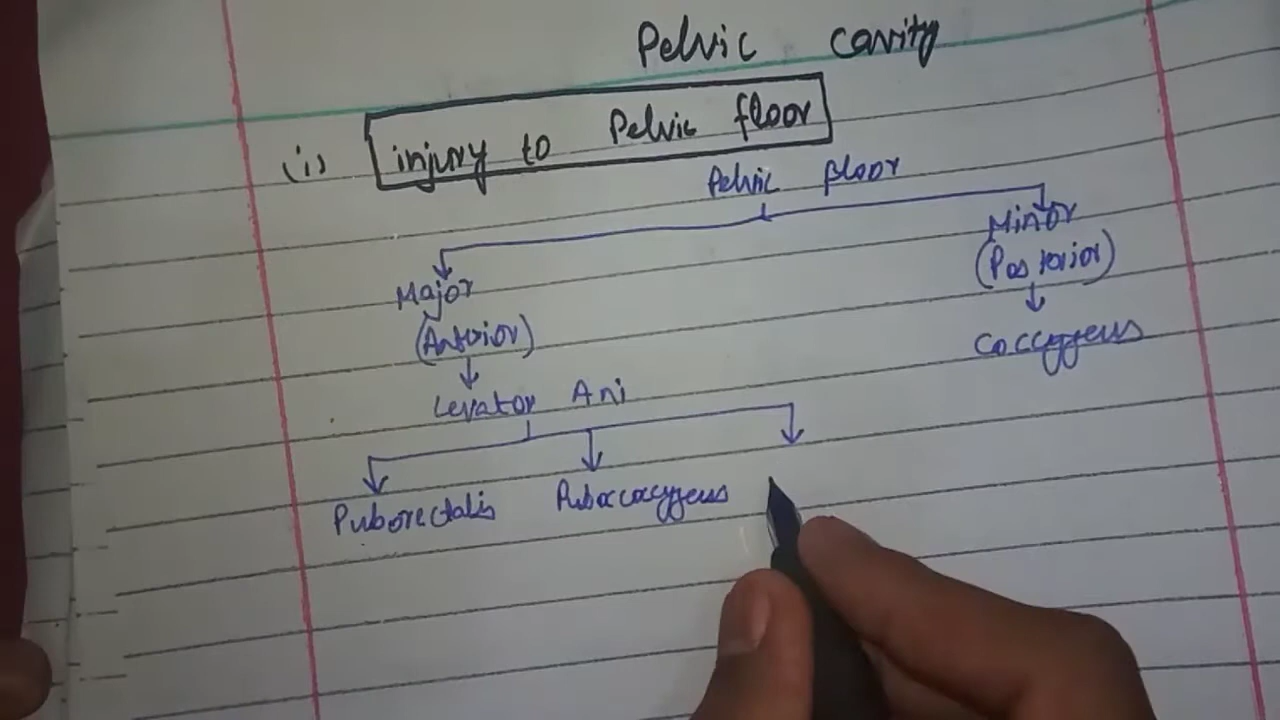 Pelvic cavity
(i) injury to Pelvic floor
Pelvic floor
Major
(Anterior)
Minor
(Posterior)
Coccygeus
Levator Ani
Puborectalis
Pubococcygeus